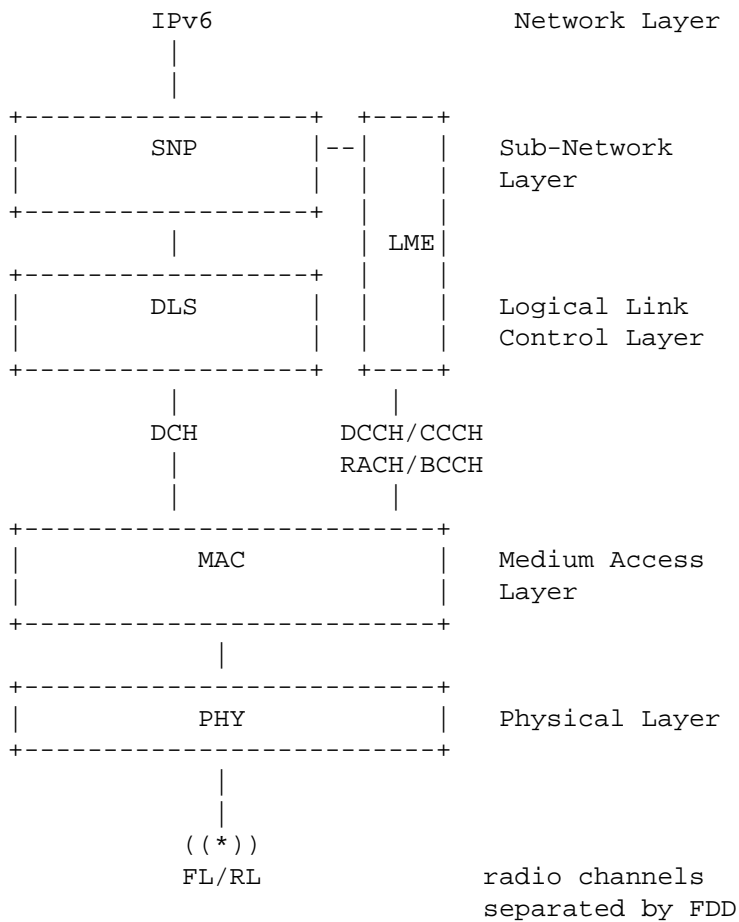 IPv6 Network Layer
SNP Sub-Network
Layer
LME
DLS Logical Link
Control Layer
DCH DCCH/CCCH
RACH/BCCH
MAC Medium Access
Layer
PHY Physical Layer
((*))
FL/RL radio channels
separated by FDD